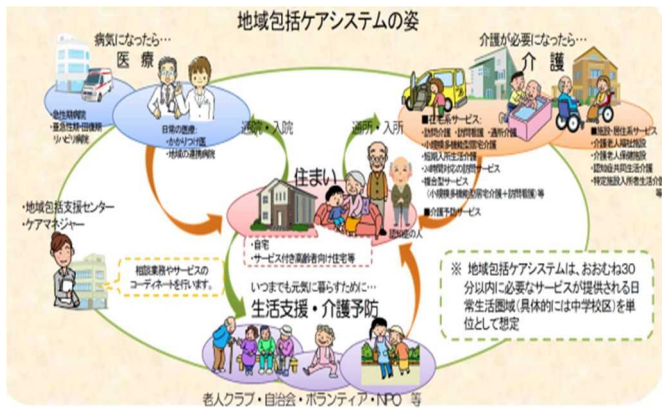 地域包括ケアシステムの姿
病気になったら…
医療
介護が必要になったら…
介護
・急性期病院
・亜急性期・回復期
リハビリ病院
日常の医療:
・かかりつけ医
・地域の連携病院
通院・入院
通所・入所
■在宅系サービス:
・訪問介護 ・訪問看護 ・通所介護
・小規模多機能型居宅介護
・短期入所生活介護
・24時間対応の訪問サービス
・複合型サービス
(小規模多機能型居宅介護+訪問看護)等
■介護予防サービス
■施設・居住系サービス
・介護老人福祉施設
・介護老人保健施設
・認知症共同生活介護
・特定施設入所者生活介護
等
住まい
認知症の人
・自宅
・サービス付き高齢者向け住宅等
・地域包括支援センター
・ケアマネジャー
相談業務やサービスの
コーディネートを行います。
いつまでも元気に暮らすために…
生活支援・介護予防
老人クラブ・自治会・ボランティア・NPO 等
※ 地域包括ケアシステムは、おおむね30
分以内に必要なサービスが提供される日
常生活圏域(具体的には中学校区)を単
位として想定